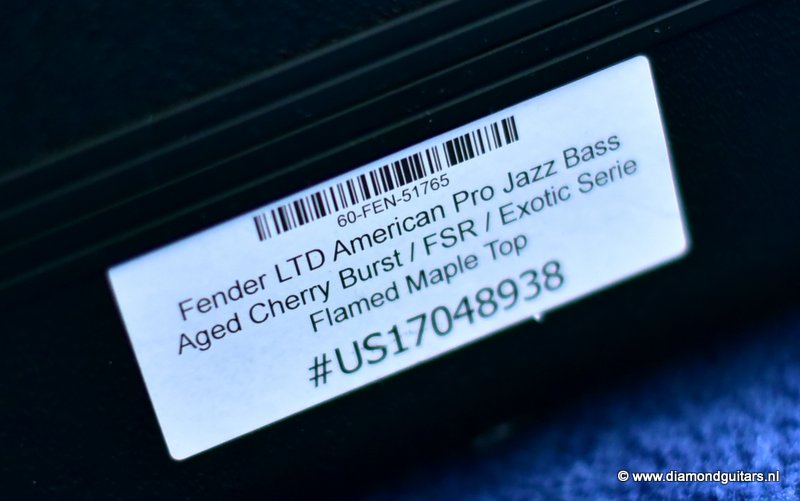 60-FEN-51765
Fender LTD American Pro Jazz Bass
Aged Cherry Burst / FSR / Exotic Serie
Flamed Maple Top
#US17048938
© www.diamondguitars.nl